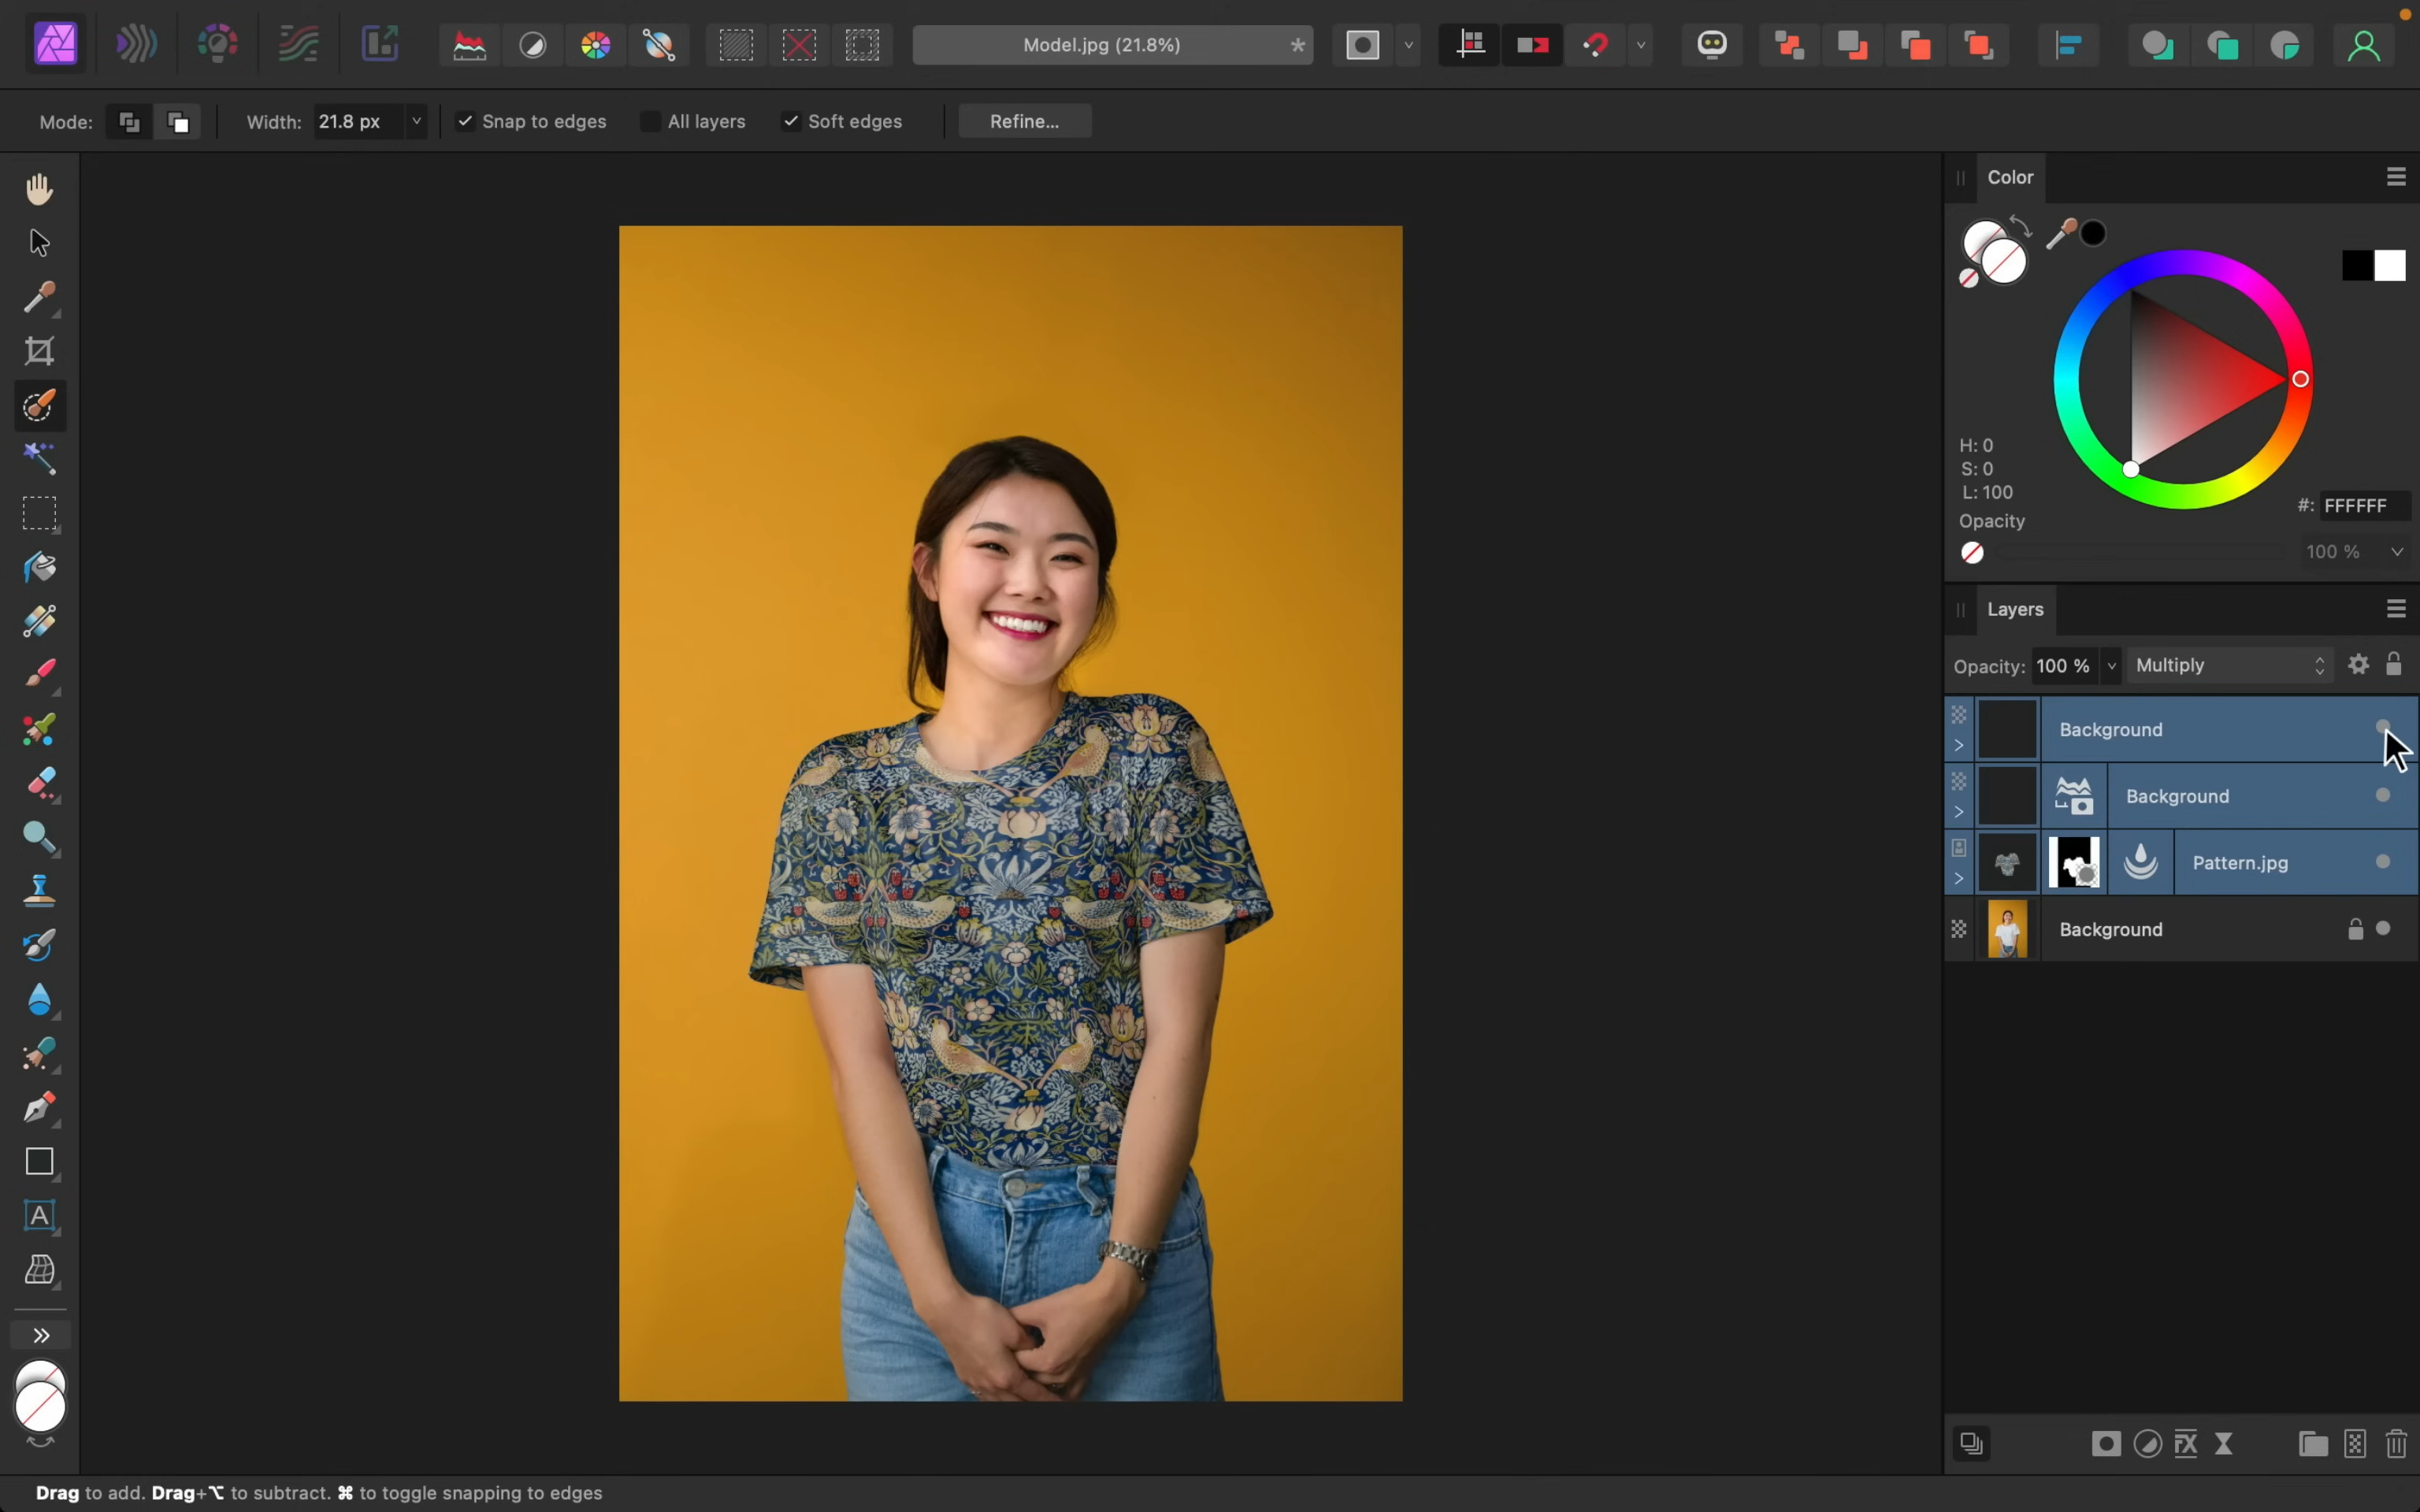 Model.jpg (21.8%)
*
Mode:
Width: 21.8 px
Snap to edges
All layers
Soft edges
Refine...
Color
H: 0
S: 0
L: 100
#: FFFFFF
Opacity
100 %
Layers
Opacity: 100 %
Multiply
Background
Background
Pattern.jpg
Background
A
FX
Drag to add. Drag+⌥ to subtract. ⌘ to toggle snapping to edges